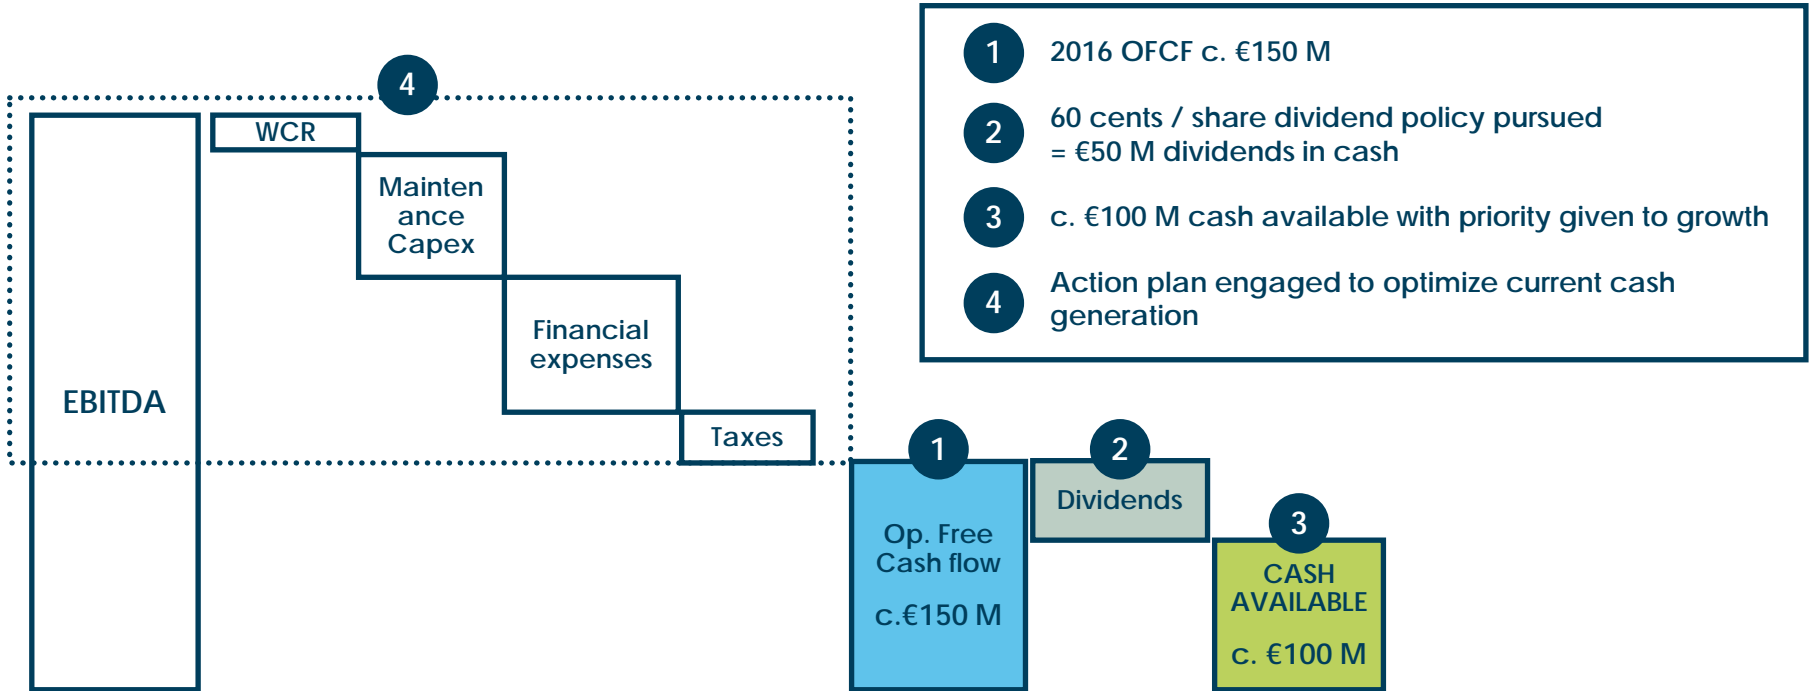 4
EBITDA
WCR
Mainten
ance
Capex
Financial
expenses
Taxes
1
Op. Free
Cash flow
c.€150 M
2
Dividends
3
CASH
AVAILABLE
c. €100 M
1 2016 OFCF c. €150 M
2 60 cents / share dividend policy pursued
= €50 M dividends in cash
3 c. €100 M cash available with priority given to growth
4 Action plan engaged to optimize current cash
generation